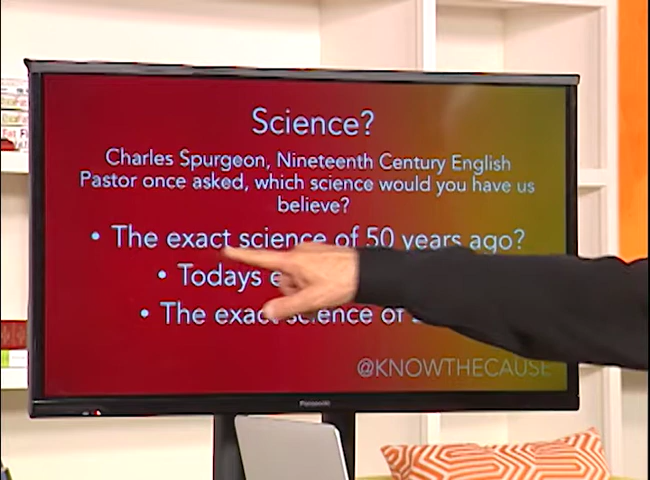 Science?
Charles Spurgeon, Nineteenth Century English
Pastor once asked, which science would you have us
believe?
• The exact science of 50 years ago?
• Todays
• The exact science of
@KNOWTHECAUSE
Panasonic